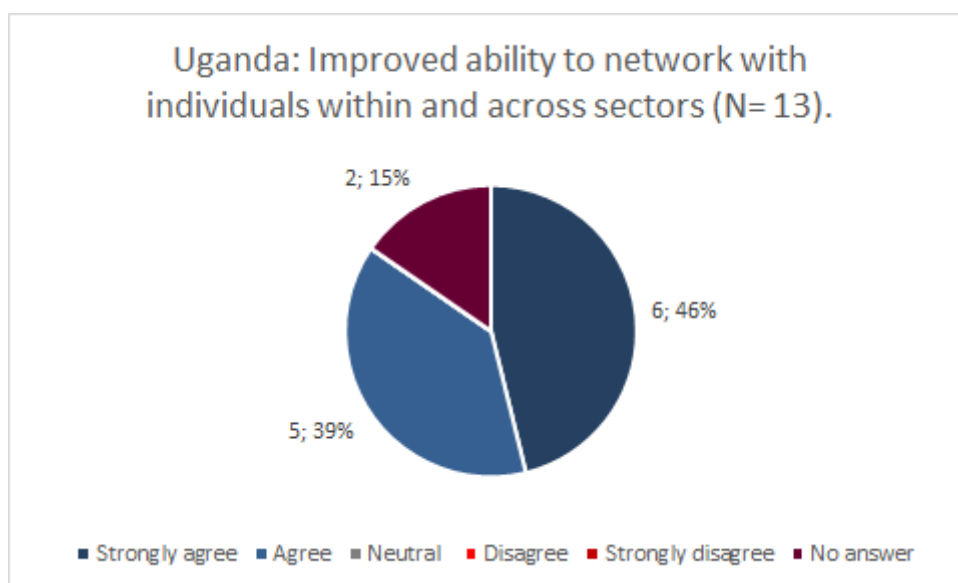 Uganda: Improved ability to network with
individuals within and across sectors (N= 13).
2; 15%
6; 46%
5; 39%
Strongly agree Agree Neutral Disagree Strongly disagree No answer